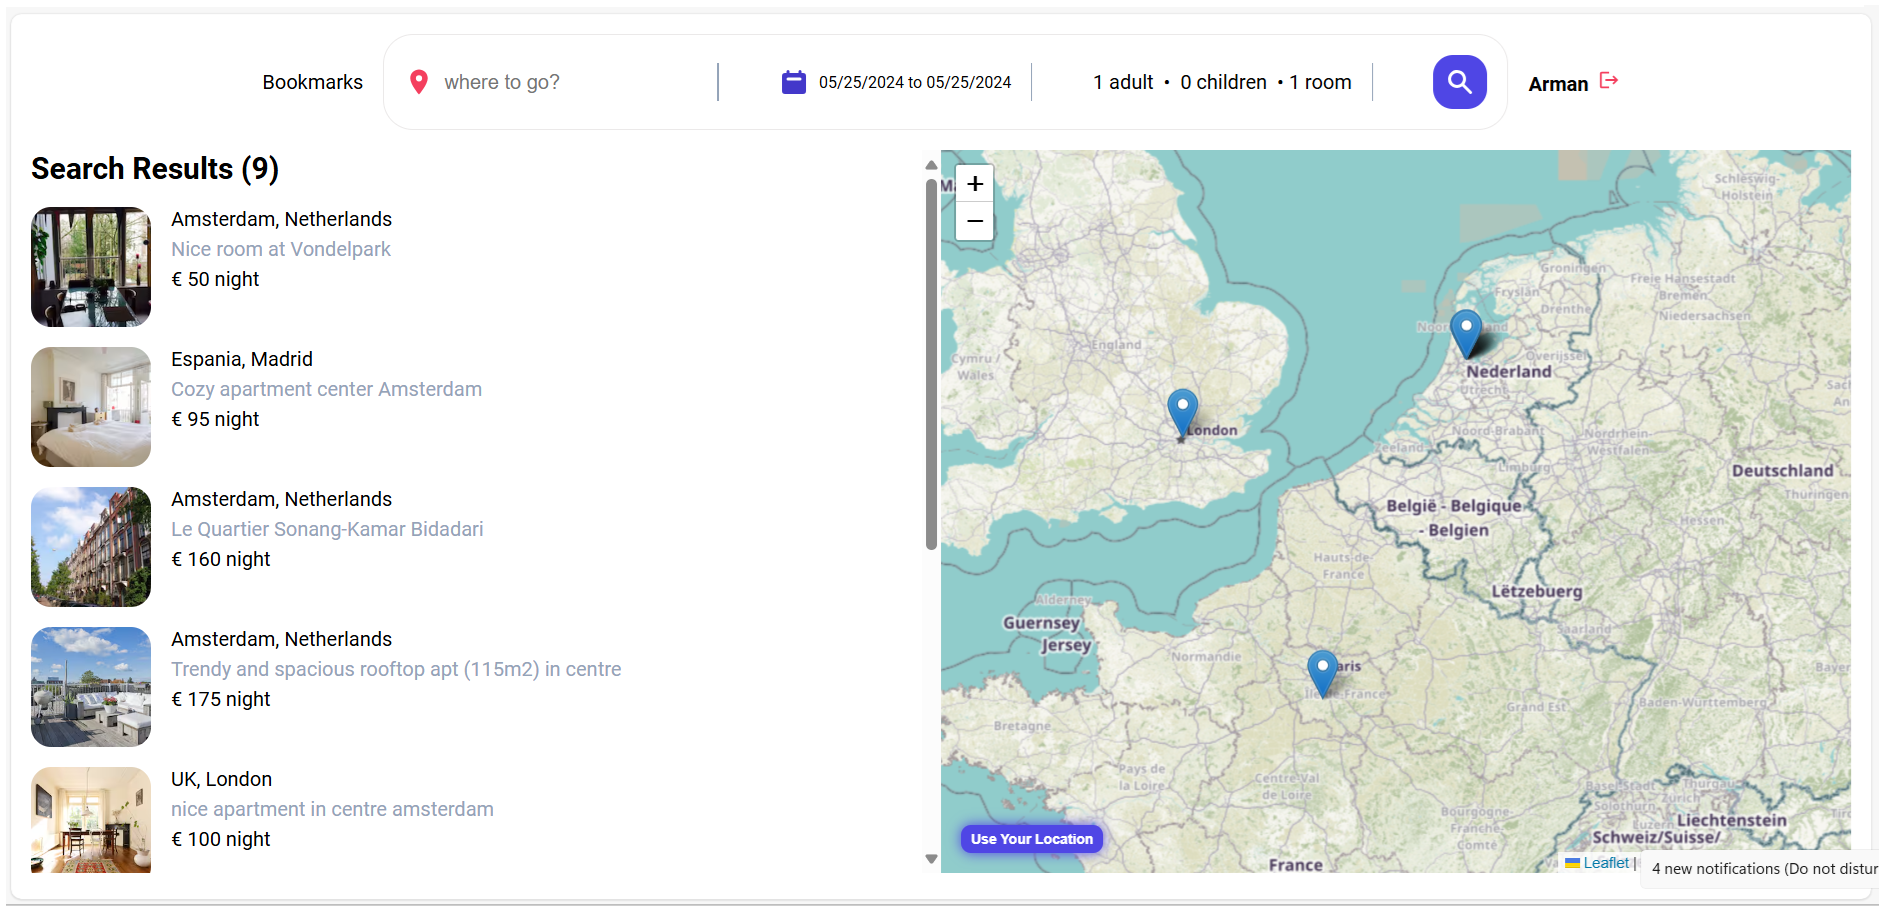 Bookmarks
where to go?
05/25/2024 to 05/25/2024
1 adult • 0 children • 1 room
Arman
Search Results (9)
Amsterdam, Netherlands
Nice room at Vondelpark
€ 50 night
Espania, Madrid
Cozy apartment center Amsterdam
€ 95 night
Amsterdam, Netherlands
Le Quartier Sonang-Kamar Bidadari
€ 160 night
Amsterdam, Netherlands
Trendy and spacious rooftop apt (115m2) in centre
€ 175 night
UK, London
nice apartment in centre amsterdam
€ 100 night
+
−
Schleswig-
Holstein
Groningen
Freie Hansestadt
Bremen
Fryslân
Drenthe
Niedersachsen
England
Cymru /
Wales
Overijssel
Nederland
Utrecht
London
Noord-Brabant
Zeeland
Nordrhein-
Westfalen
Limburg
Deutschland
Thüringen
België - Belgique
- Belgien
Hessen
Hauts-de-
France
Lëtzebuerg
Alderney
Guernsey
Jersey
Saarland
Normandie
Île-de-France
Grand Est
Baden-Württemberg
Bretagne
Pays de
la Loire
Centre-Val
de Loire
Basel-Stadt
Thurgau
Zürich
Solothurn
Luzern
Bourgogne-
Franche-
Comté
Liechtenstein
Schweiz/Suisse/
France
Use Your Location
Leaflet |
4 new notifications (Do not distur